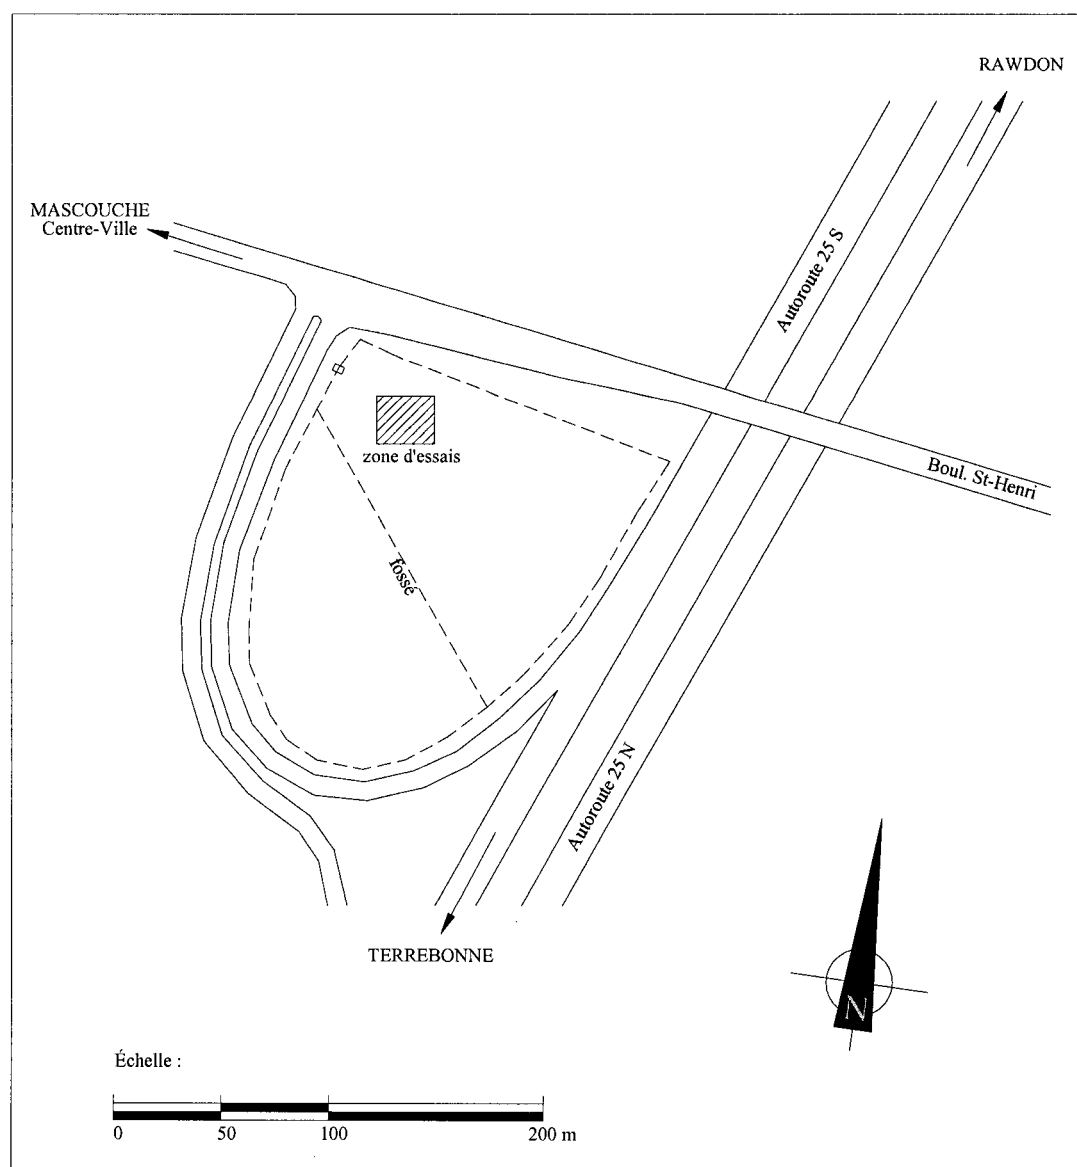 RAWDON
MASCOUCHE
Centre-Ville
Autoroute 25 S
zone d'essais
Boul. St-Henri
fossé
Autoroute 25 N
TERREBONNE
N
Échelle :
0 50 100 200 m